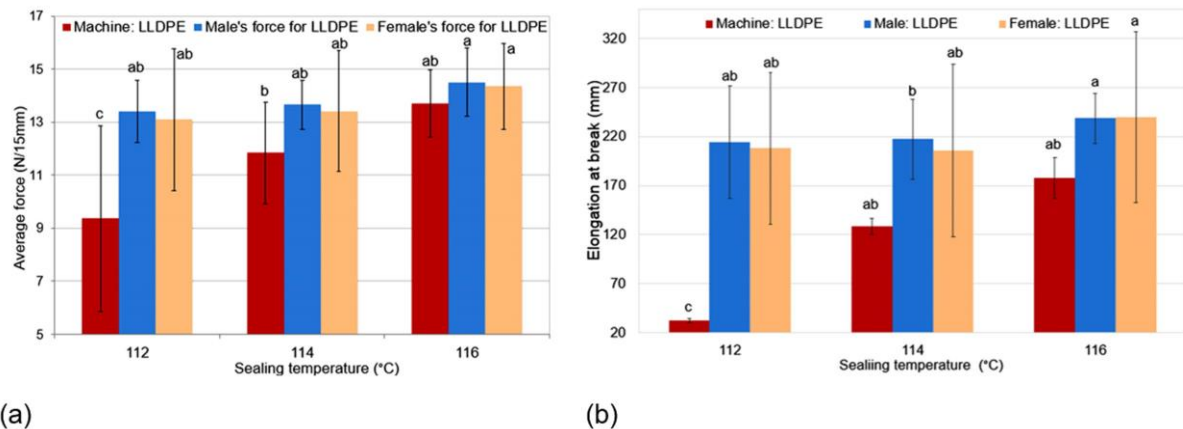 17
Machine: LLDPE Male's force for LLDPE Female's force for LLDPE
15
13
11
9
7
5
Average force (N/15mm)
c ab ab
b ab ab
ab a a
112 114 116
Sealing temperature (°C)
(a)
320
Machine: LLDPE Male: LLDPE Female: LLDPE
270
220
170
120
70
20
Elongation at break (mm)
c ab ab
ab b ab
ab a a
112 114 116
Sealiing temperature (°C)
(b)